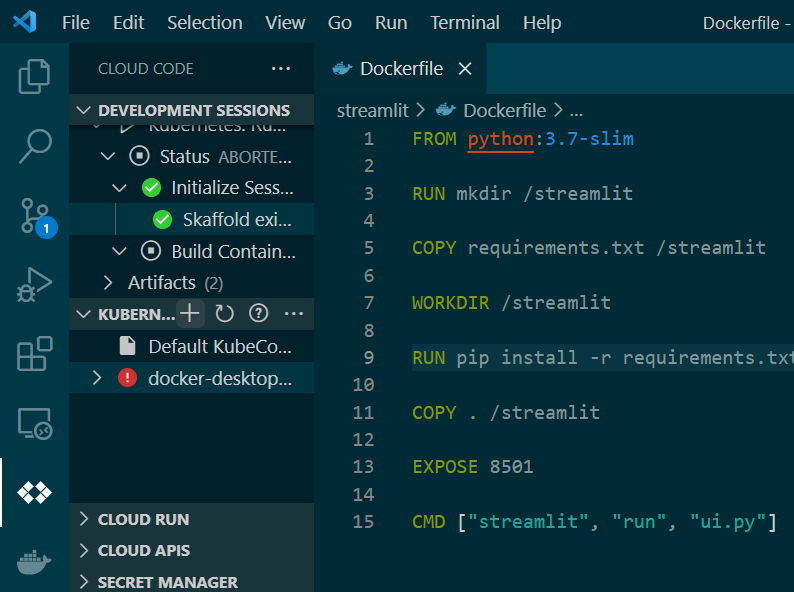 File Edit Selection View Go Run Terminal Help Dockerfile -
CLOUD CODE ...
DEVELOPMENT SESSIONS
Kubernetes: Ru...
Status ABORTE...
Initialize Sess...
Skaffold exi...
Build Contain...
Artifacts (2)
KUBERN...
Default KubeCo...
docker-desktop...
CLOUD RUN
CLOUD APIS
SECRET MANAGER
1
Dockerfile
streamlit > Dockerfile > ...
1 FROM python:3.7-slim
2
3 RUN mkdir /streamlit
4
5 COPY requirements.txt /streamlit
6
7 WORKDIR /streamlit
8
9 RUN pip install -r requirements.txt
10
11 COPY . /streamlit
12
13 EXPOSE 8501
14
15 CMD ["streamlit", "run", "ui.py"]